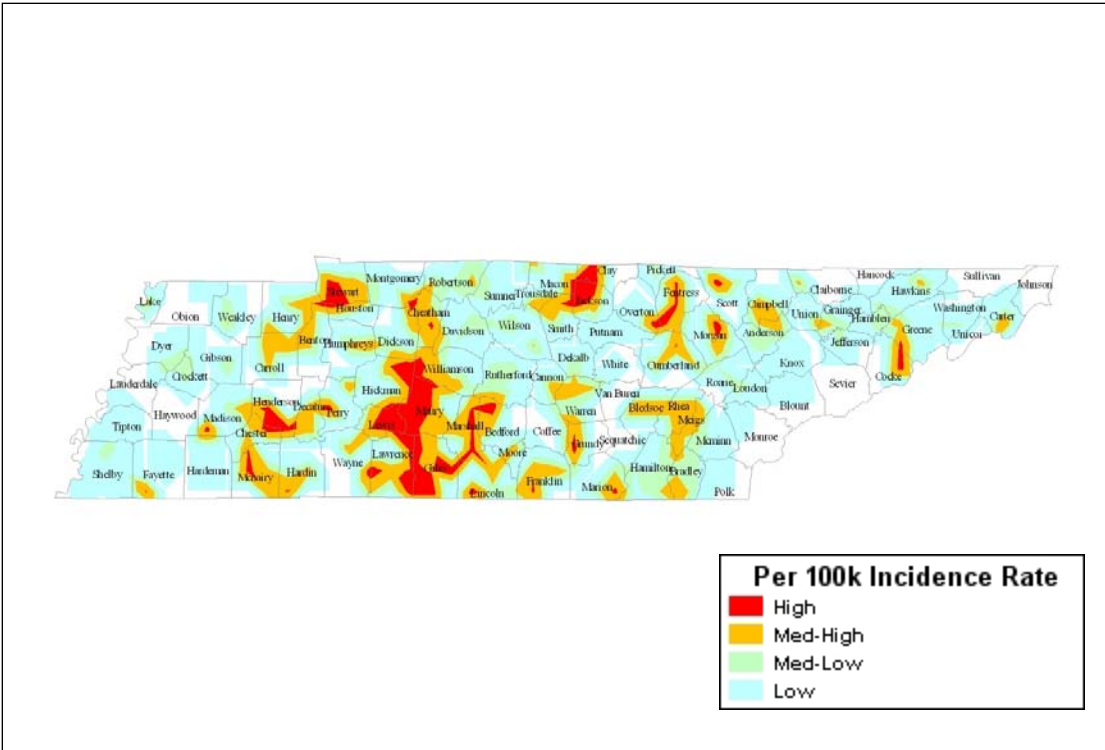 Clay
Pickett
Macon
Hancock
Sullivan
Johnson
Montgomery
Robertson
Sumner
Trousdale
Jackson
Fentress
Scott
Campbell
Claiborne
Hawkins
Lake
Stewart
Houston
Obion
Weakley
Henry
Cheatham
Davidson
Wilson
Smith
Putnam
Overton
Morgan
Anderson
Union
Grainger
Hamblen
Greene
Washington
Unicoi
Carter
Dyer
Gibson
Benton
Humphreys
Dickson
Carroll
Crockett
Williamson
Rutherford
Cannon
Dekalb
White
Cumberland
Roane
Loudon
Knox
Jefferson
Sevier
Cocke
Lauderdale
Haywood
Madison
Henderson
Decatur
Perry
Hickman
Maury
Van Buren
Bledsoe
Rhea
Meigs
Blount
Tipton
Chester
Lewis
Marshall
Bedford
Coffee
Warren
Grundy
Sequatchie
Mcminn
Monroe
Shelby
Fayette
Hardeman
Mcnairy
Hardin
Wayne
Lawrence
Giles
Moore
Lincoln
Franklin
Marion
Hamilton
Bradley
Polk
Per 100k Incidence Rate
High
Med-High
Med-Low
Low